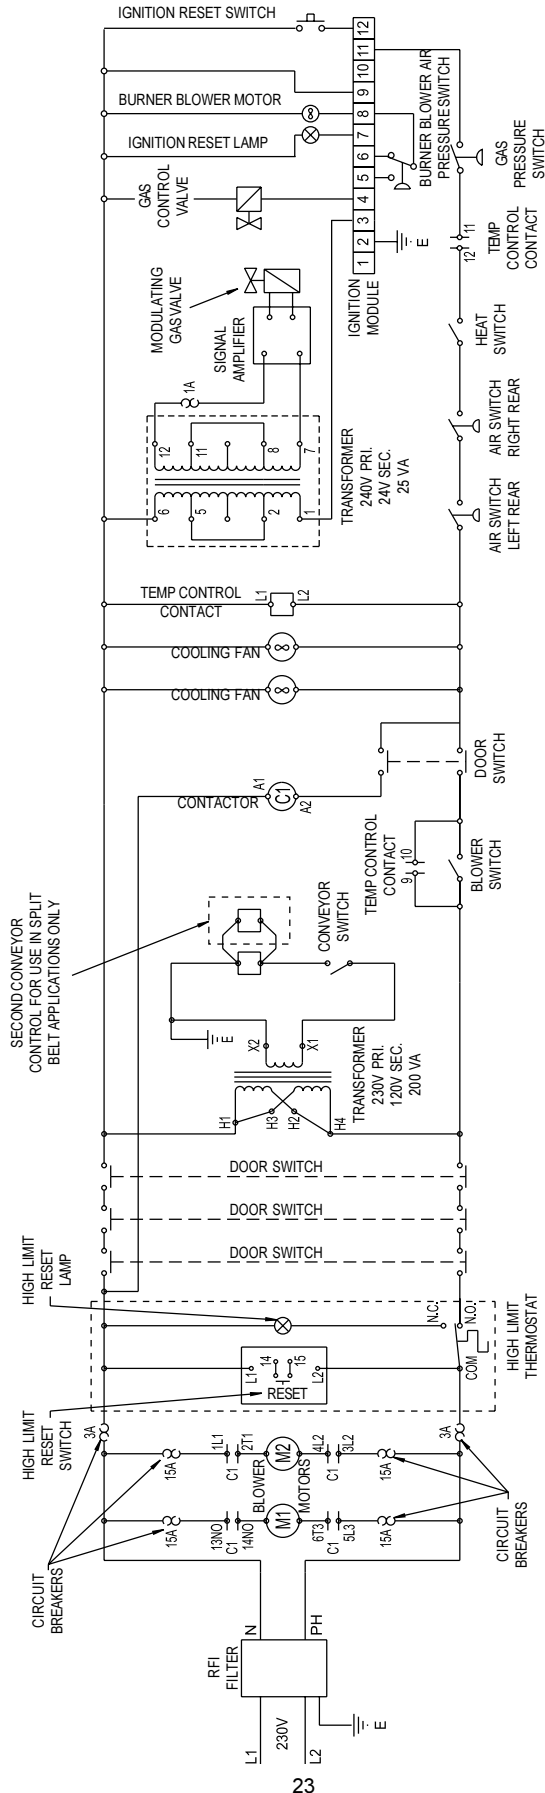 IGNITION RESET SWITCH
BURNER BLOWER MOTOR
IGNITION RESET LAMP
GAS
CONTROL
VALVE
1 2 3 4 5 6 7 8 9 10 11 12
IGNITION
MODULE
E
BURNER BLOWER AIR
PRESSURE SWITCH
GAS
PRESSURE
SWITCH
12 11
TEMP
CONTROL
CONTACT
HEAT
SWITCH
AIR SWITCH
RIGHT REAR
AIR SWITCH
LEFT REAR
MODULATING
GAS VALVE
SIGNAL
AMPLIFIER
1A
12 11 8 7
6 5 2 1
TRANSFORMER
240V PRI.
24V SEC.
25 VA
TEMP CONTROL
CONTACT
L1
L2
COOLING FAN
COOLING FAN
DOOR
SWITCH
CONTACTOR
A1
C1
A2
TEMP CONTROL
CONTACT
9 10
BLOWER
SWITCH
SECOND CONVEYOR
CONTROL FOR USE IN SPLIT
BELT APPLICATIONS ONLY
CONVEYOR
SWITCH
E
X2
X1
H1
H3
H2
H4
TRANSFORMER
230V PRI.
120V SEC.
200 VA
DOOR SWITCH
DOOR SWITCH
DOOR SWITCH
HIGH LIMIT
RESET
LAMP
N.C.
N.O.
COM
HIGH LIMIT
THERMOSTAT
L1
14
15
L2
RESET
HIGH LIMIT
RESET
SWITCH
3A
3A
15A
1L1
C1
2T1
M2
4L2
C1
3L2
15A
BLOWER
MOTORS
15A
13NO
C1
14NO
M1
6T3
C1
5L3
15A
CIRCUIT
BREAKERS
CIRCUIT
BREAKERS
N
PH
RFI
FILTER
L1
230V
L2
E
23